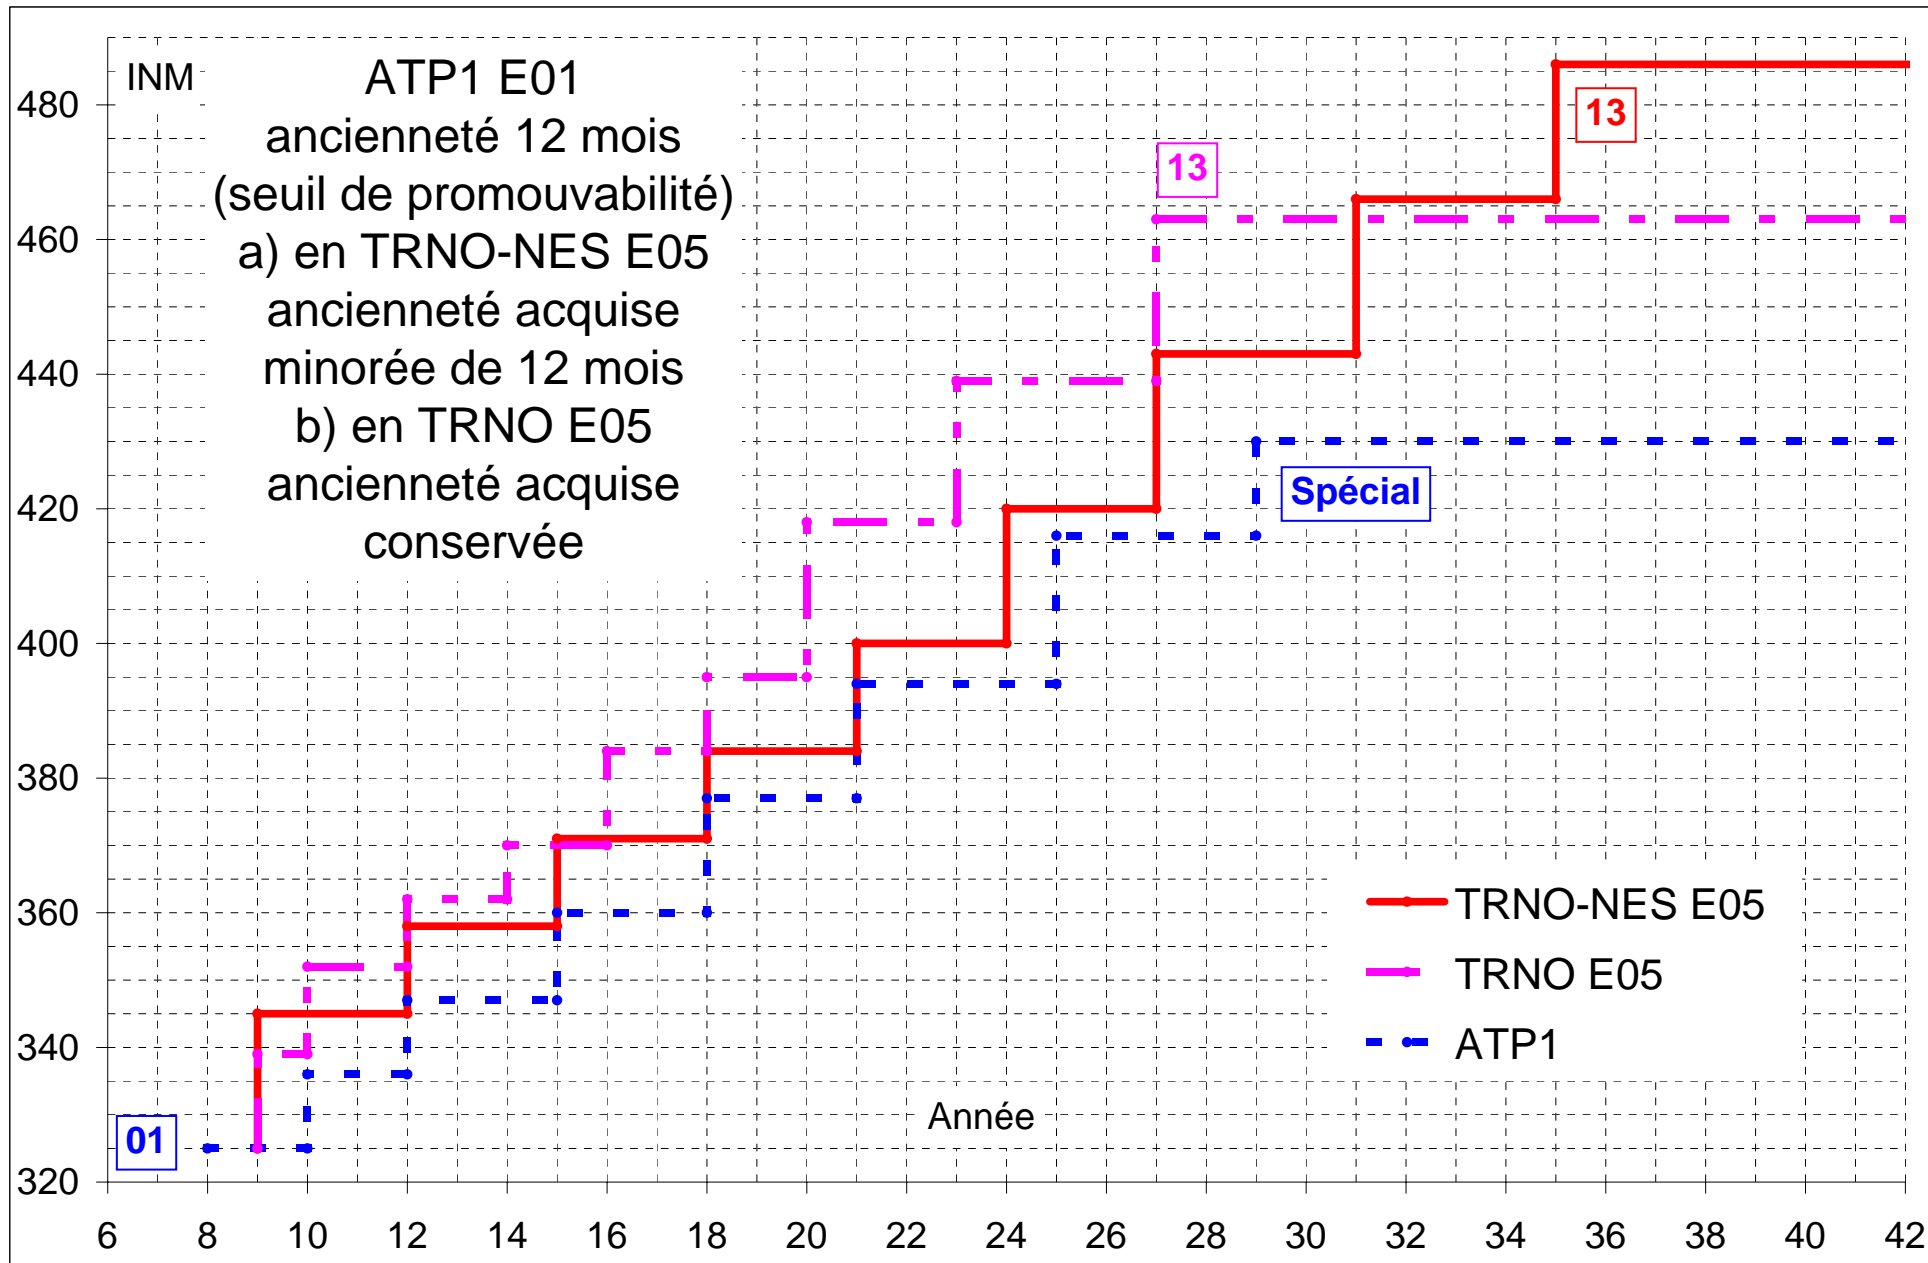 INM
ATP1 E01
ancienneté 12 mois
(seuil de promouvabilité)
a) en TRNO-NES E05
ancienneté acquise
minorée de 12 mois
b) en TRNO E05
ancienneté acquise
conservée
480
460
440
420
400
380
360
340
320
13
13
Spécial
01
TRNO-NES E05
TRNO E05
ATP1
Année
6 8 10 12 14 16 18 20 22 24 26 28 30 32 34 36 38 40 42